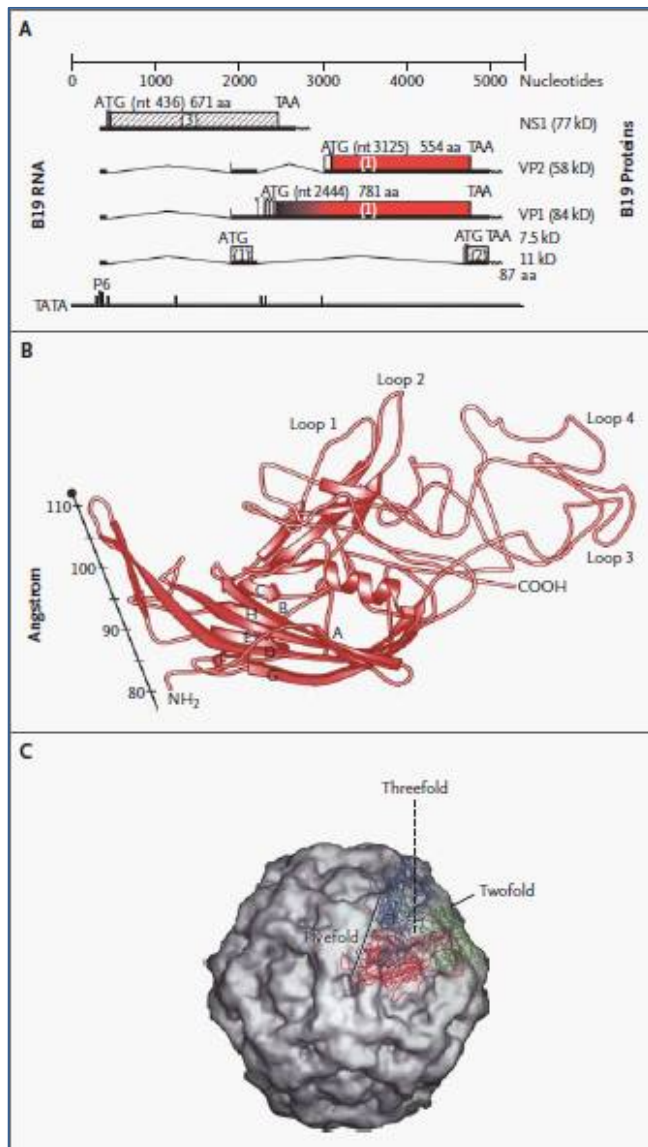 A
0 1000 2000 3000 4000 5000 Nucleotides
ATG (nt 436) 671 aa TAA
(3)
NS1 (77 kD)
ATG (nt 3125) 554 aa TAA
(1)
VP2 (58 kD)
ATG (nt 2444) 781 aa TAA
(1)
VP1 (84 kD)
ATG ATG TAA 7.5 kD
(1) (2) 11 kD
87
aa
P6
TATA
B19 RNA
B19 Proteins
B
Loop 2
Loop 1
Loop 4
110
Loop 3
100
COOH
C
B
H
90
A
E
D
G
80
NH2
Angstrom
C
Threefold
Twofold
Fivefold